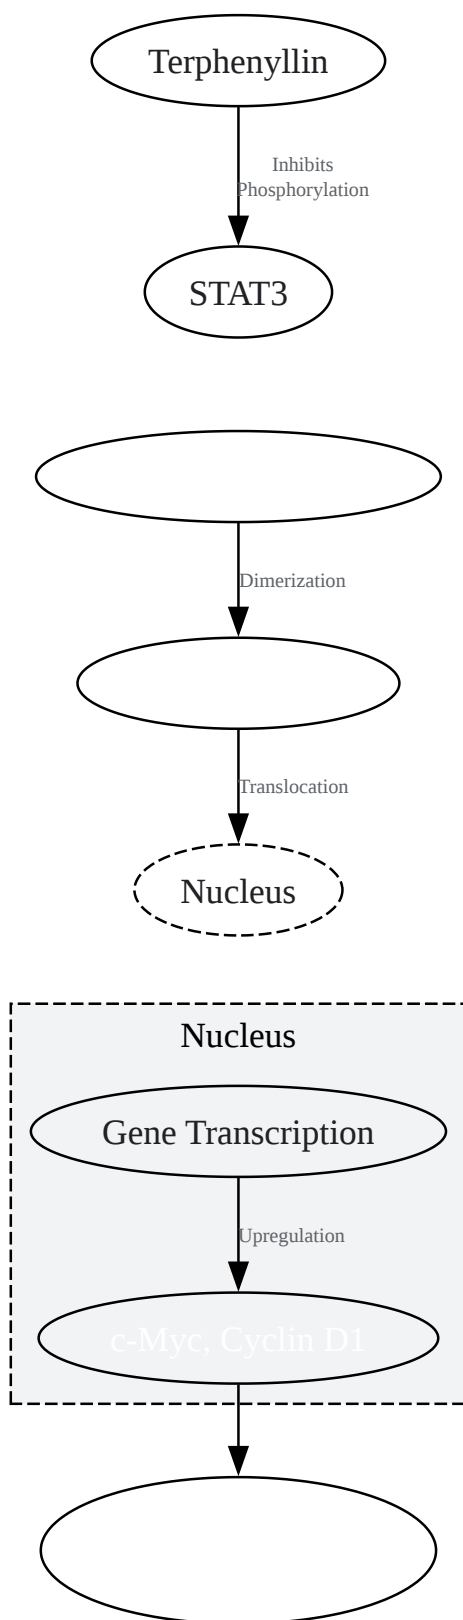 Terphenyllin
Inhibits
Phosphorylation
STAT3
Dimerization
Translocation
Nucleus
Nucleus
Gene Transcription
Upregulation
c-Myc, Cyclin D1